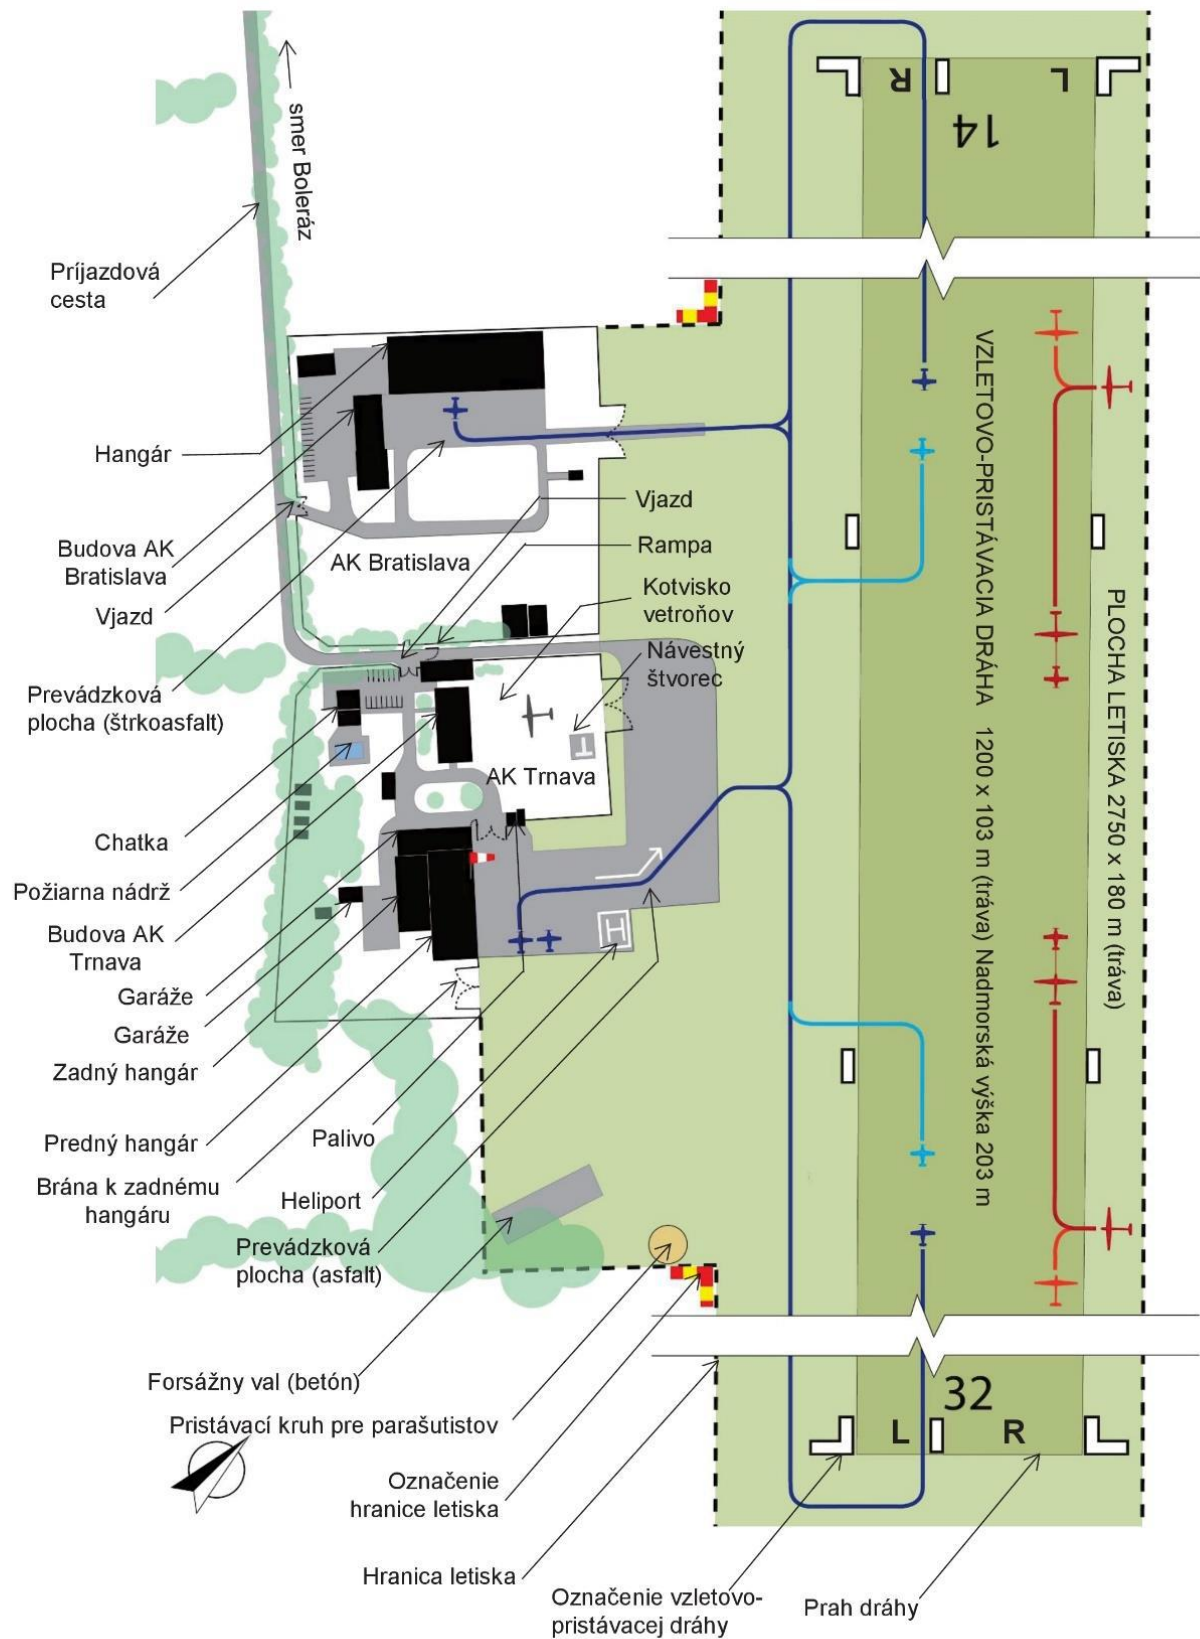 R
L
14
smer Boleráz
Príjazdová
cesta
Hangár
Budova AK
Bratislava
Vjazd
Prevádzková
plocha (štrkoasfalt)
Chatka
Požiarna nádrž
Budova AK
Trnava
Garáže
Garáže
Zadný hangár
Predný hangár
Brána k zadnému
hangáru
AK Bratislava
Vjazd
Rampa
Kotvisko
vetroňov
Návestný
štvorec
T
AK Trnava
H
Palivo
Heliport
Prevádzková
plocha (asfalt)
VZLETOVO-PRISTÁVACIA DRÁHA 1200 x 103 m (tráva) Nadmorská výška 203 m
PLOCHA LETISKA 2750 x 180 m (tráva)
Forsážny val (betón)
Pristávací kruh pre parašutistov
Označenie
hranice letiska
Hranica letiska
Označenie vzletovo-
pristávacej dráhy
Prah dráhy
32
L
R